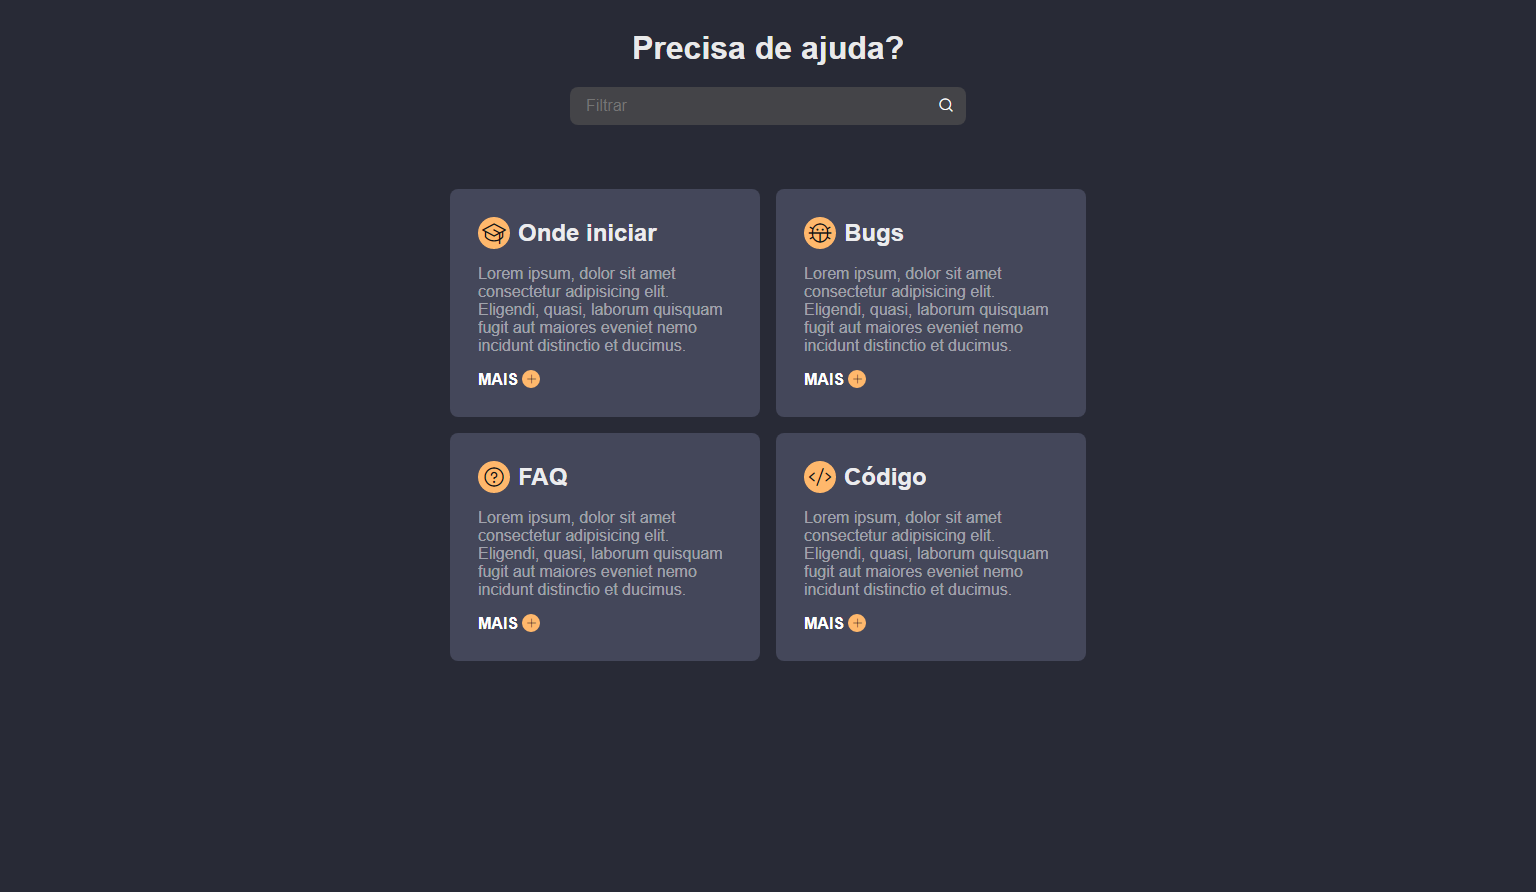 Precisa de ajuda?
Filtrar
Onde iniciar
Lorem ipsum, dolor sit amet
consectetur adipisicing elit.
Eligendi, quasi, laborum quisquam
fugit aut maiores eveniet nemo
incidunt distinctio et ducimus.
MAIS
Bugs
Lorem ipsum, dolor sit amet
consectetur adipisicing elit.
Eligendi, quasi, laborum quisquam
fugit aut maiores eveniet nemo
incidunt distinctio et ducimus.
MAIS
FAQ
Lorem ipsum, dolor sit amet
consectetur adipisicing elit.
Eligendi, quasi, laborum quisquam
fugit aut maiores eveniet nemo
incidunt distinctio et ducimus.
MAIS
Código
Lorem ipsum, dolor sit amet
consectetur adipisicing elit.
Eligendi, quasi, laborum quisquam
fugit aut maiores eveniet nemo
incidunt distinctio et ducimus.
MAIS